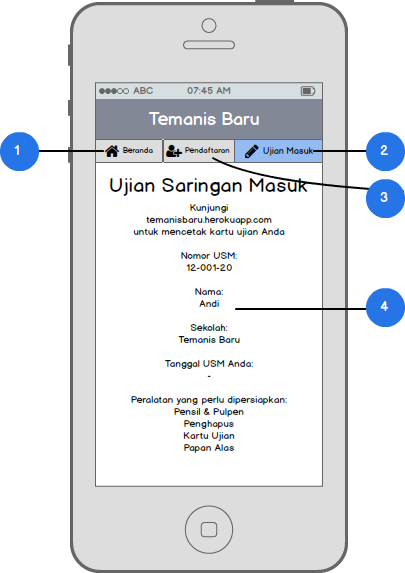 ABC 07:45 AM
Temanis Baru
1 Beranda Pendaftaran Ujian Masuk 2
3
Ujian Saringan Masuk
Kunjungi
temanisbaru.herokuapp.com
untuk mencetak kartu ujian Anda
Nomor USM:
12-001-20
Nama:
Andi
4
Sekolah:
Temanis Baru
Tanggal USM Anda:
-
Peralatan yang perlu dipersiapkan:
Pensil & Pulpen
Penghapus
Kartu Ujian
Papan Alas